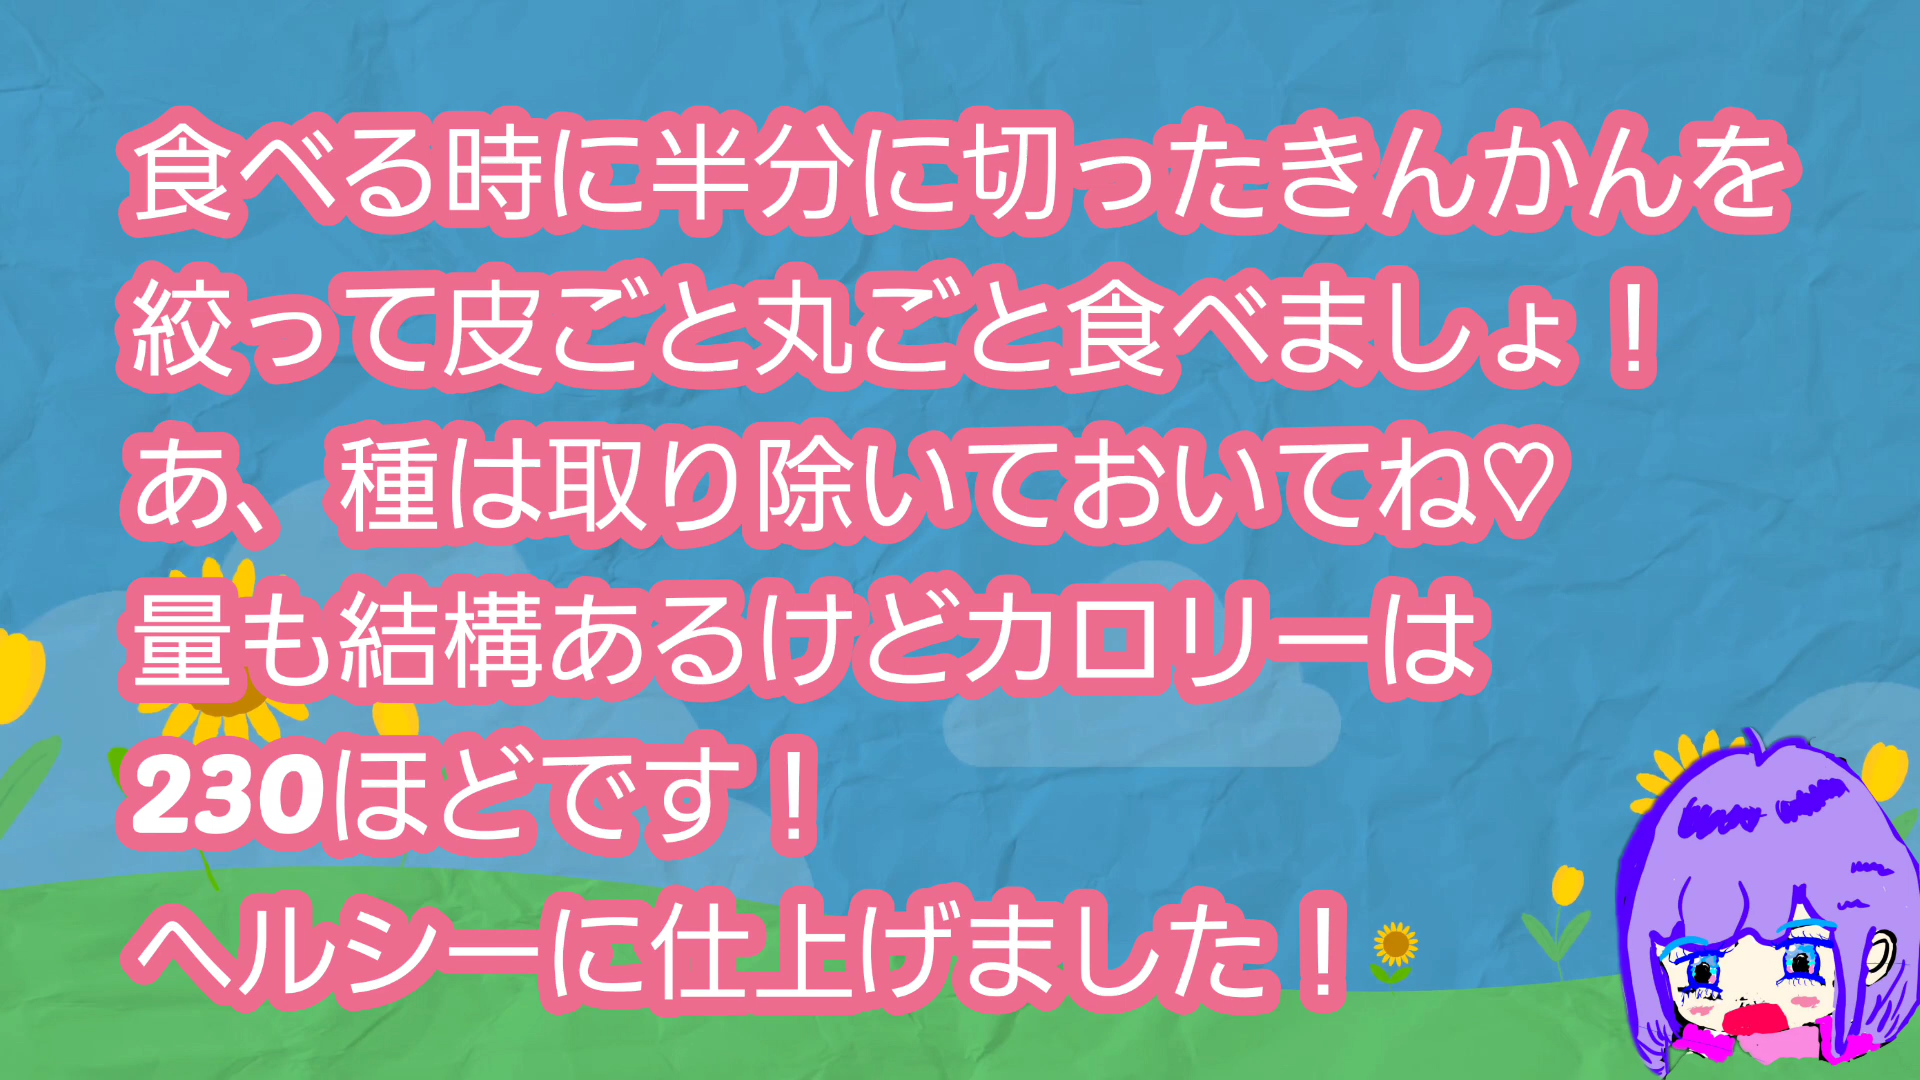 食べる時に半分に切ったきんかんを
絞って皮ごと丸ごと食べましょ！
あ、種は取り除いておいてね♡
量も結構あるけどカロリーは
230ほどです！
ヘルシーに仕上げました！